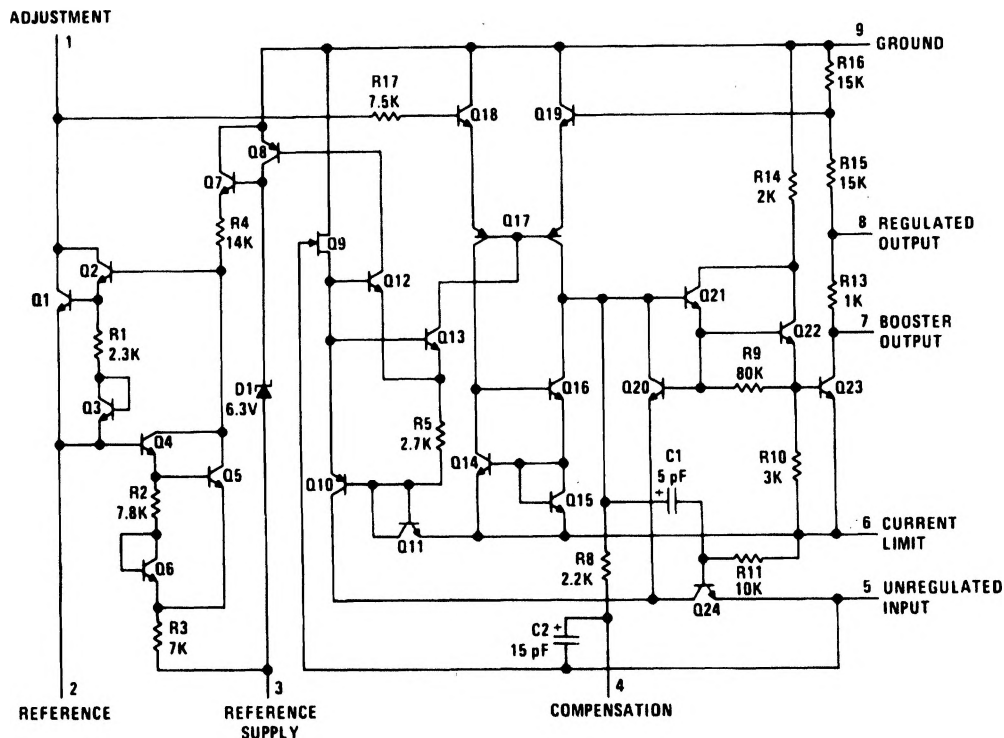 ADJUSTMENT
1
9
GROUND
R16
15K
R17
7.5K
Q18
Q19
Q8
Q7
R15
15K
R14
2K
R4
14K
Q17
8
REGULATED
OUTPUT
Q9
Q2
Q12
Q1
Q21
R13
1K
Q13
Q22
7
BOOSTER
OUTPUT
R1
2.3K
R9
80K
D1
6.3V
Q16
Q20
Q23
Q3
Q4
R5
2.7K
Q14
C1
5 pF
R10
3K
Q5
Q10
Q15
R2
7.8K
+
6
CURRENT
LIMIT
Q11
Q6
R8
2.2K
R11
10K
5
UNREGULATED
INPUT
Q24
R3
7K
C2
15 pF
+
2
REFERENCE
3
REFERENCE
SUPPLY
4
COMPENSATION